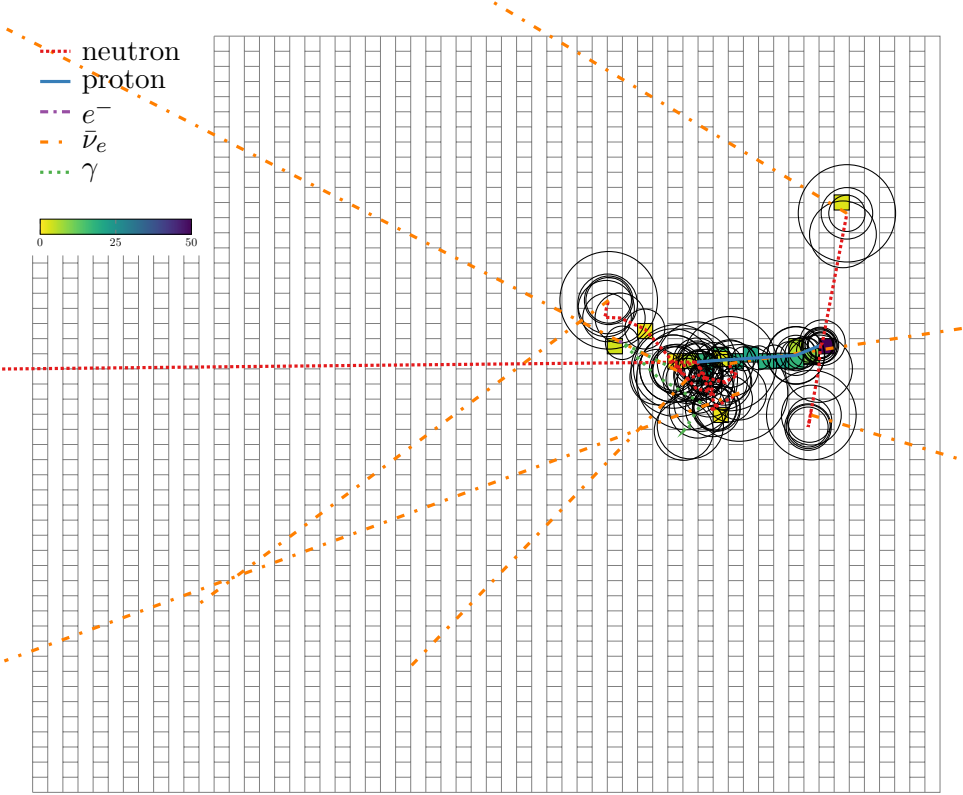 neutron
proton
e⁻
ν̄ₑ
γ
0 25 50